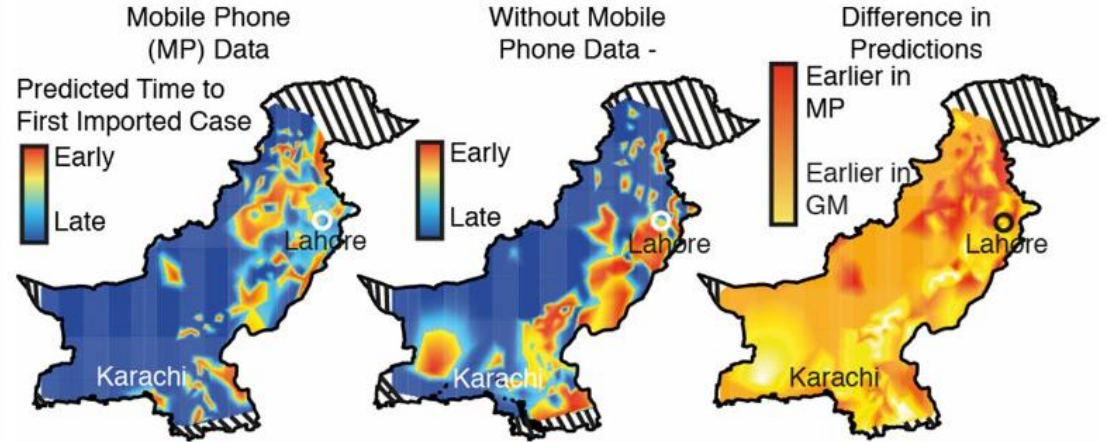 Mobile Phone
(MP) Data
Predicted Time to
First Imported Case
Early
Late
Lahore
Karachi
Without Mobile
Phone Data -
Early
Late
Lahore
Karachi
Difference in
Predictions
Earlier in
MP
Earlier in
GM
Lahore
Karachi